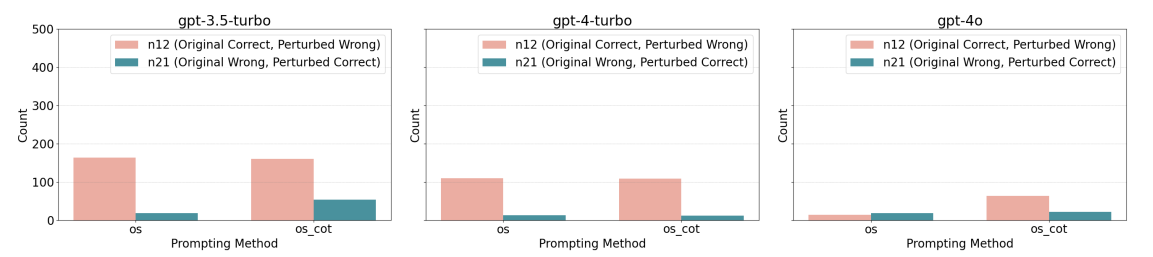 gpt-3.5-turbo
500
400
300
200
100
0
Count
n12 (Original Correct, Perturbed Wrong)
n21 (Original Wrong, Perturbed Correct)
os
os_cot
Prompting Method
gpt-4-turbo
Count
n12 (Original Correct, Perturbed Wrong)
n21 (Original Wrong, Perturbed Correct)
os
os_cot
Prompting Method
gpt-4o
Count
n12 (Original Correct, Perturbed Wrong)
n21 (Original Wrong, Perturbed Correct)
os
os_cot
Prompting Method